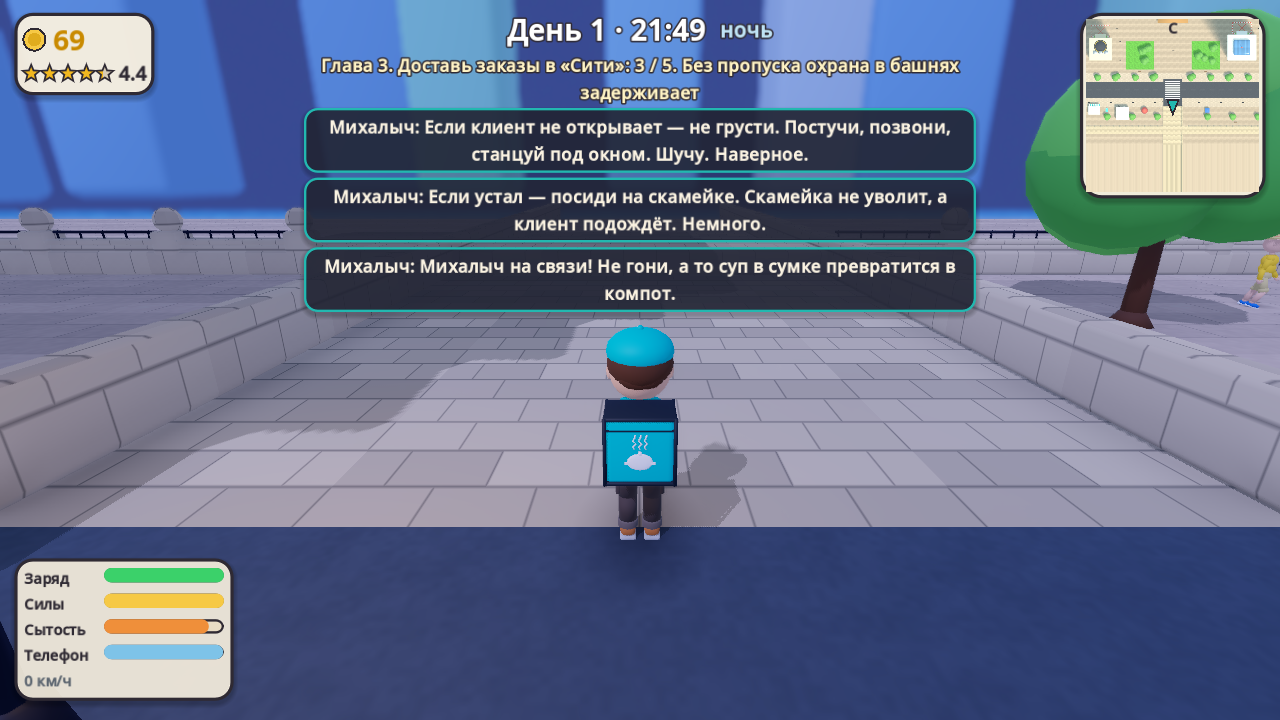 69
4.4
День 1 · 21:49 ночь
Глава 3. Доставь заказы в «Сити»: 3 / 5. Без пропуска охрана в башнях
задерживает
Михалыч: Если клиент не открывает — не грусти. Постучи, позвони,
станцуй под окном. Шучу. Наверное.
Михалыч: Если устал — посиди на скамейке. Скамейка не уволит, а
клиент подождёт. Немного.
Михалыч: Михалыч на связи! Не гони, а то суп в сумке превратится в
компот.
С
Заряд
Силы
Сытость
Телефон
0 км/ч